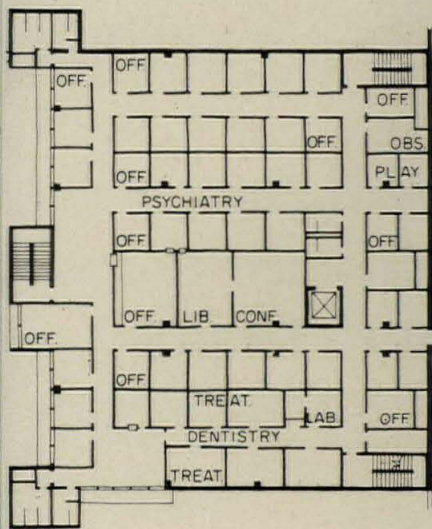 OFF.
OFF.
OFF.
OFF.
OBS.
OFF.
PLAY
PSYCHIATRY
OFF.
OFF.
OFF.
LIB.
CONF.
OFF.
OFF.
TREAT.
LAB.
OFF.
DENTISTRY
TREAT.